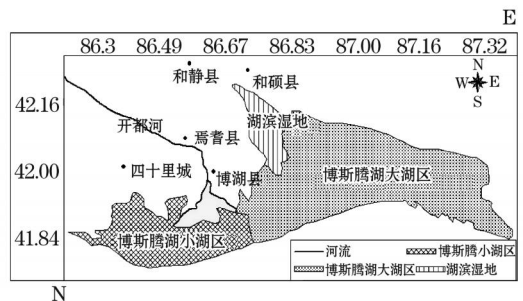 E
86.3 86.49 86.67 86.83 87.00 87.16 87.32
N
W E
S
和静县
和硕县
42.16
开都河
湖滨湿地
焉耆县
42.00
四十里城
博湖县
博斯腾湖大湖区
41.84
博斯腾湖小湖区
河流
博斯腾小湖区
博斯腾湖大湖区
湖滨湿地
N